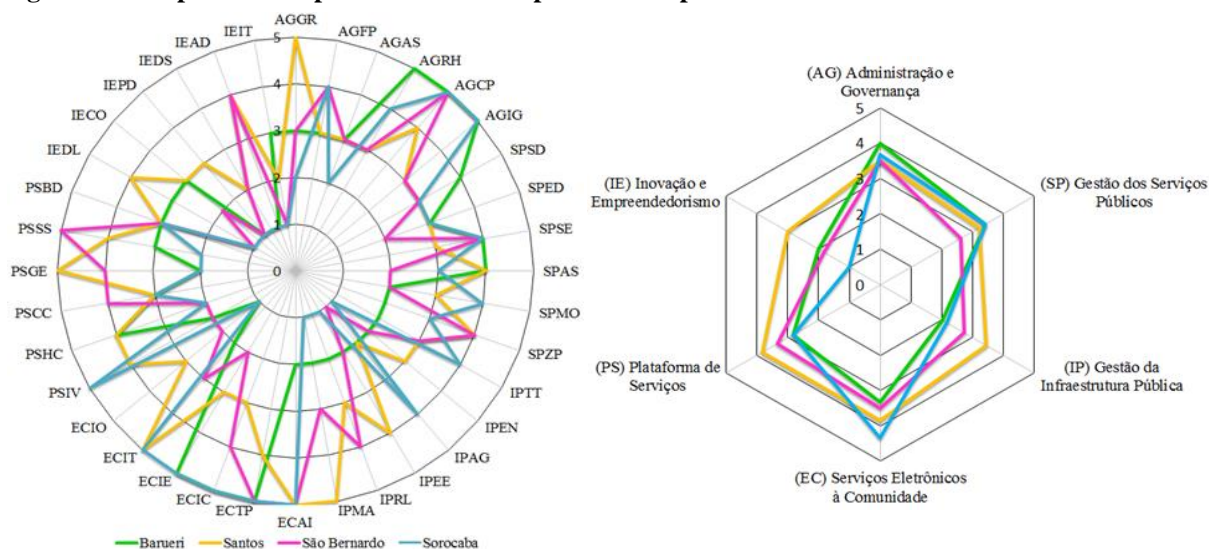 AGGR
AGFP
AGAS
AGRH
AGCP
AGIG
SPSD
SPED
SPSE
SPAS
SPMO
SPZP
IPTT
IPEN
IPAG
IPEE
IPRL
IPMA
ECAI
ECTP
ECIC
ECIE
ECIT
ECIO
PSIV
PSHC
PSCC
PSGE
PSSS
PSBD
IEDL
IECO
IEPD
IEDS
IEAD
IEIT
5
4
3
2
1
0
Barueri Santos São Bernardo Sorocaba
(AG) Administração e
Governança
5
4
3
2
1
0
(SP) Gestão dos Serviços
Públicos
(IP) Gestão da
Infraestrutura Pública
(EC) Serviços Eletrônicos
à Comunidade
(PS) Plataforma de
Serviços
(IE) Inovação e
Empreendedorismo